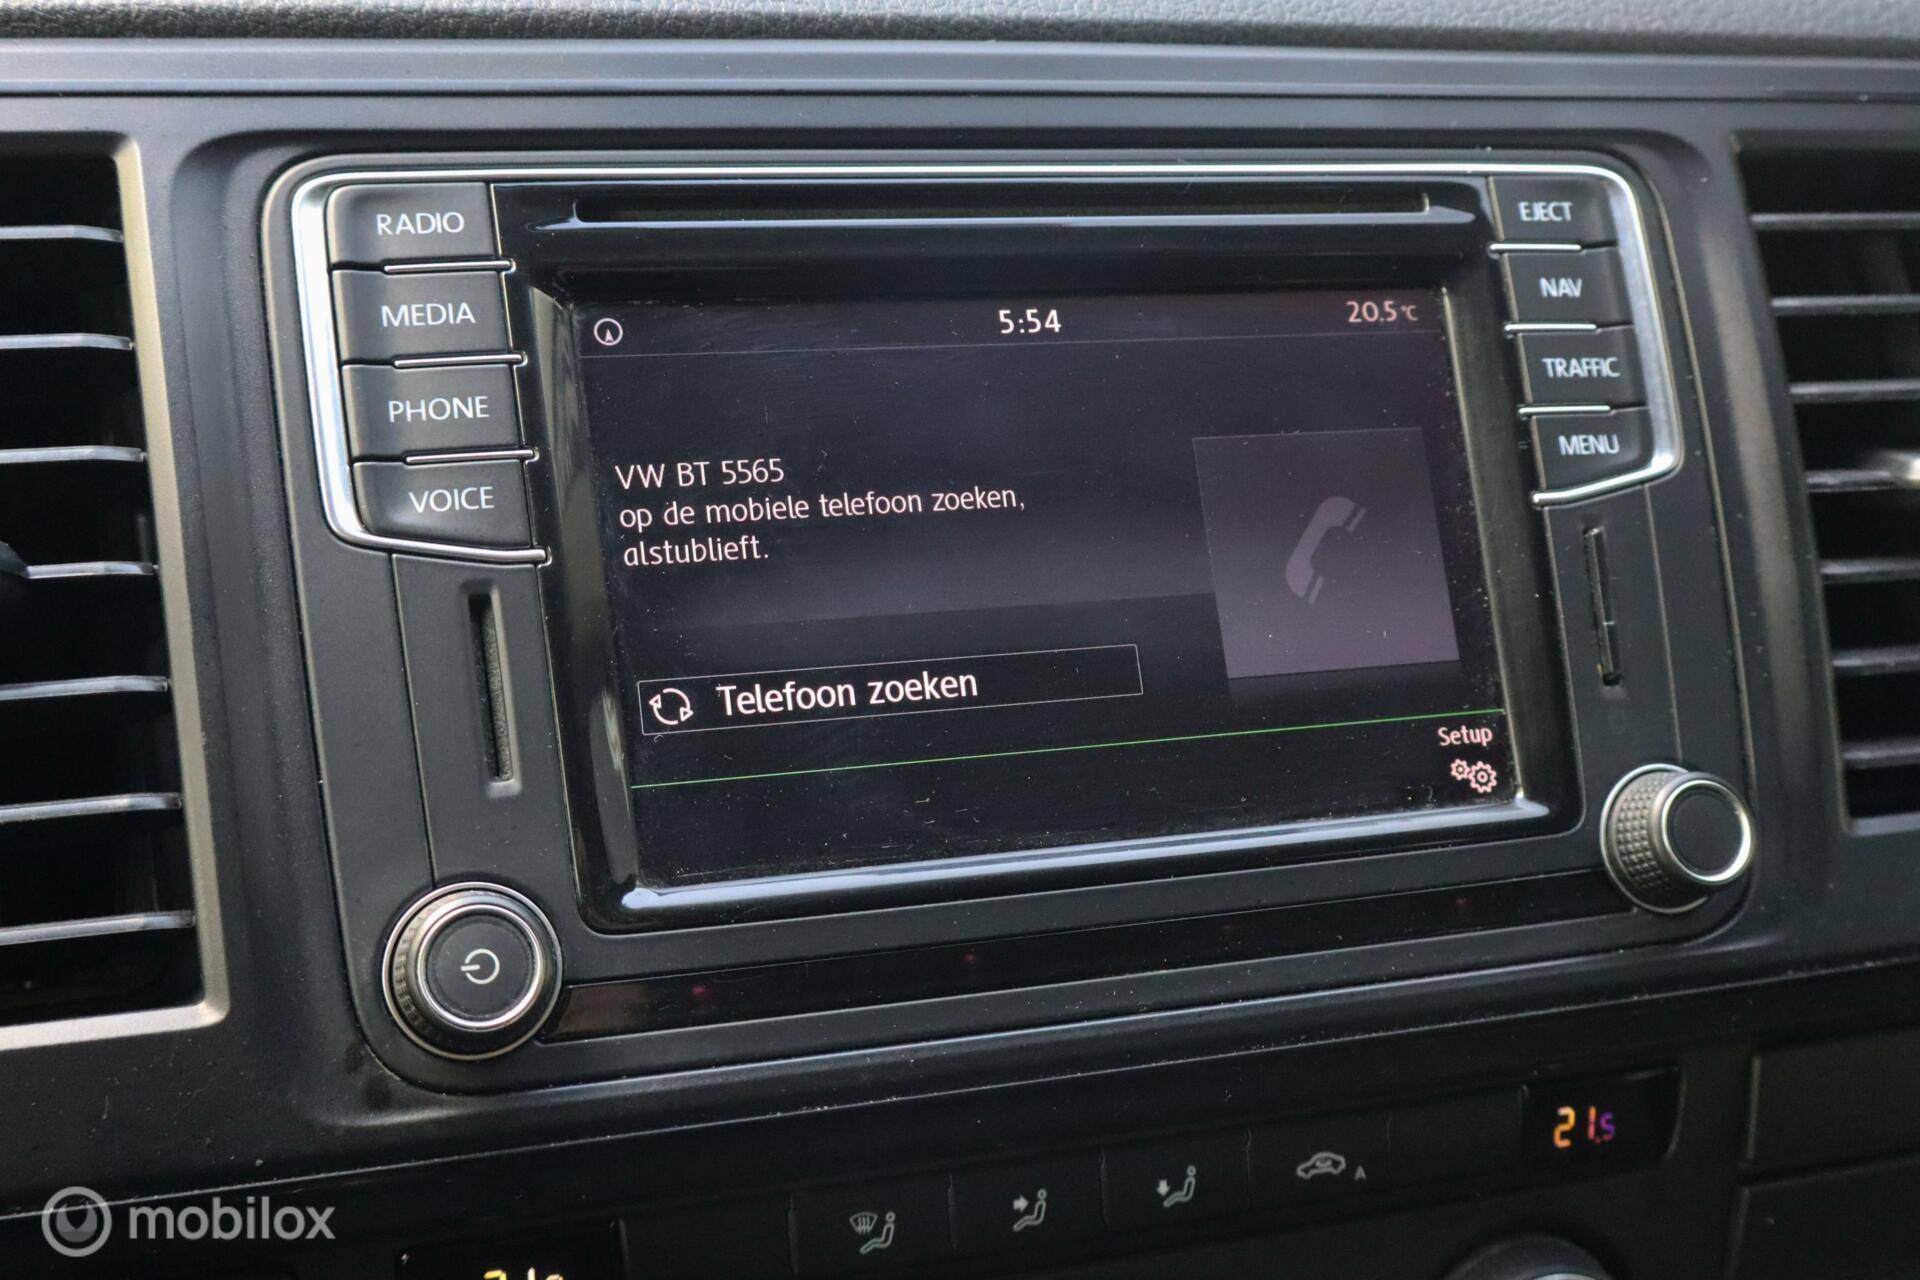 RADIO
MEDIA
PHONE
VOICE
EJECT
NAV
TRAFFIC
MENU
5:54
20.5°C
VW BT 5565
op de mobiele telefoon zoeken,
alstublieft.
Telefoon zoeken
Setup
21.5
A
mobilox